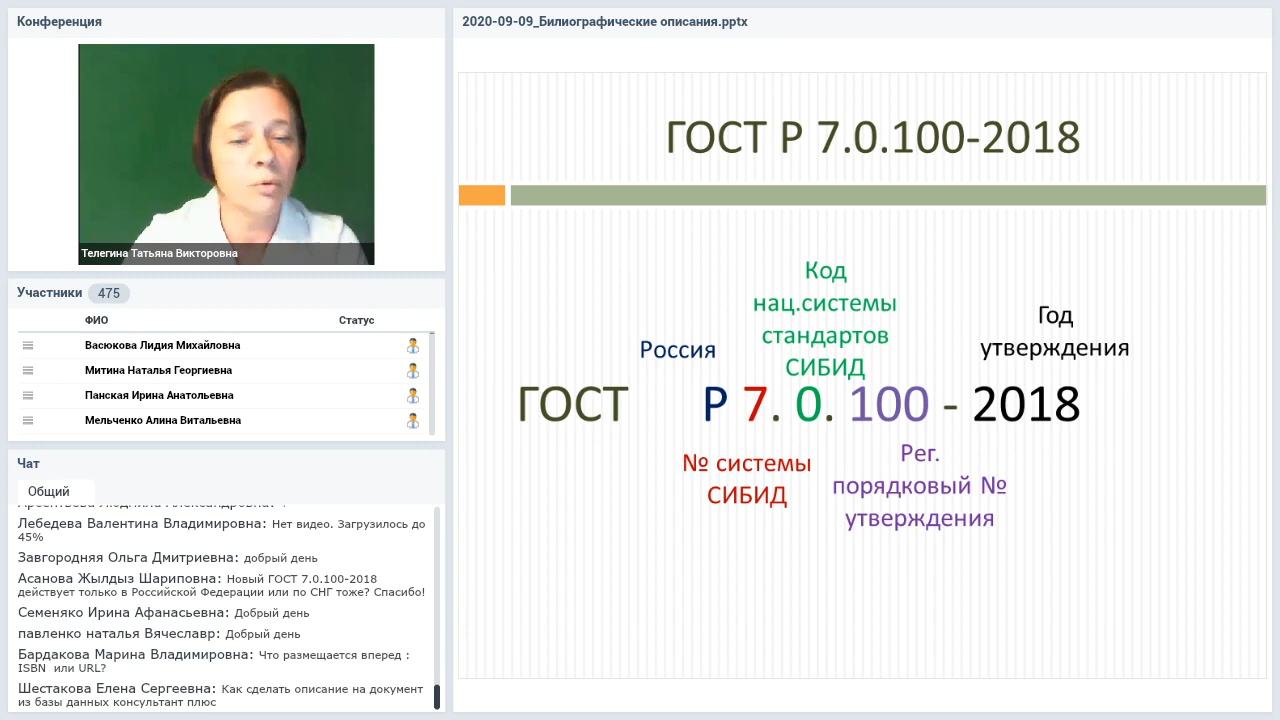 Конференция
Телегина Татьяна Викторовна
Участники 475
ФИО Статус
Васюкова Лидия Михайловна
Митина Наталья Георгиевна
Панская Ирина Анатольевна
Мельченко Алина Витальевна
Чат
Общий
Лебедева Валентина Владимировна: Нет видео. Загрузилось до
45%
Завгородняя Ольга Дмитриевна: добрый день
Асанова Жылдыз Шариповна: Новый ГОСТ 7.0.100-2018
действует только в Российской Федерации или по СНГ тоже? Спасибо!
Семеняко Ирина Афанасьевна: Добрый день
павленко наталья Вячеславр: Добрый день
Бардакова Марина Владимировна: Что размещается вперед :
ISBN или URL?
Шестакова Елена Сергеевна: Как сделать описание на документ
из базы данных консультант плюс
2020-09-09_Билиографические описания.pptx
ГОСТ Р 7.0.100-2018
Код
нац.системы
стандартов
СИБИД
Россия
Год
утверждения
ГОСТ Р 7. 0. 100 - 2018
№ системы
СИБИД
Рег.
порядковый №
утверждения